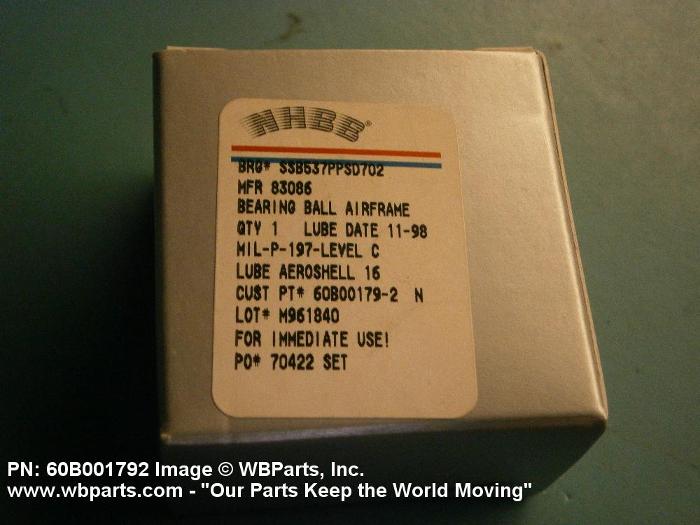 NHBB®
BRG# SSB537PPSD702
MFR 83086
BEARING BALL AIRFRAME
QTY 1 LUBE DATE 11-98
MIL-P-197-LEVEL C
LUBE AEROSHELL 16
CUST PT# 60B00179-2 N
LOT# M961840
FOR IMMEDIATE USE!
PO# 70422 SET
PN: 60B001792 Image © WBParts, Inc.
www.wbparts.com - "Our Parts Keep the World Moving"